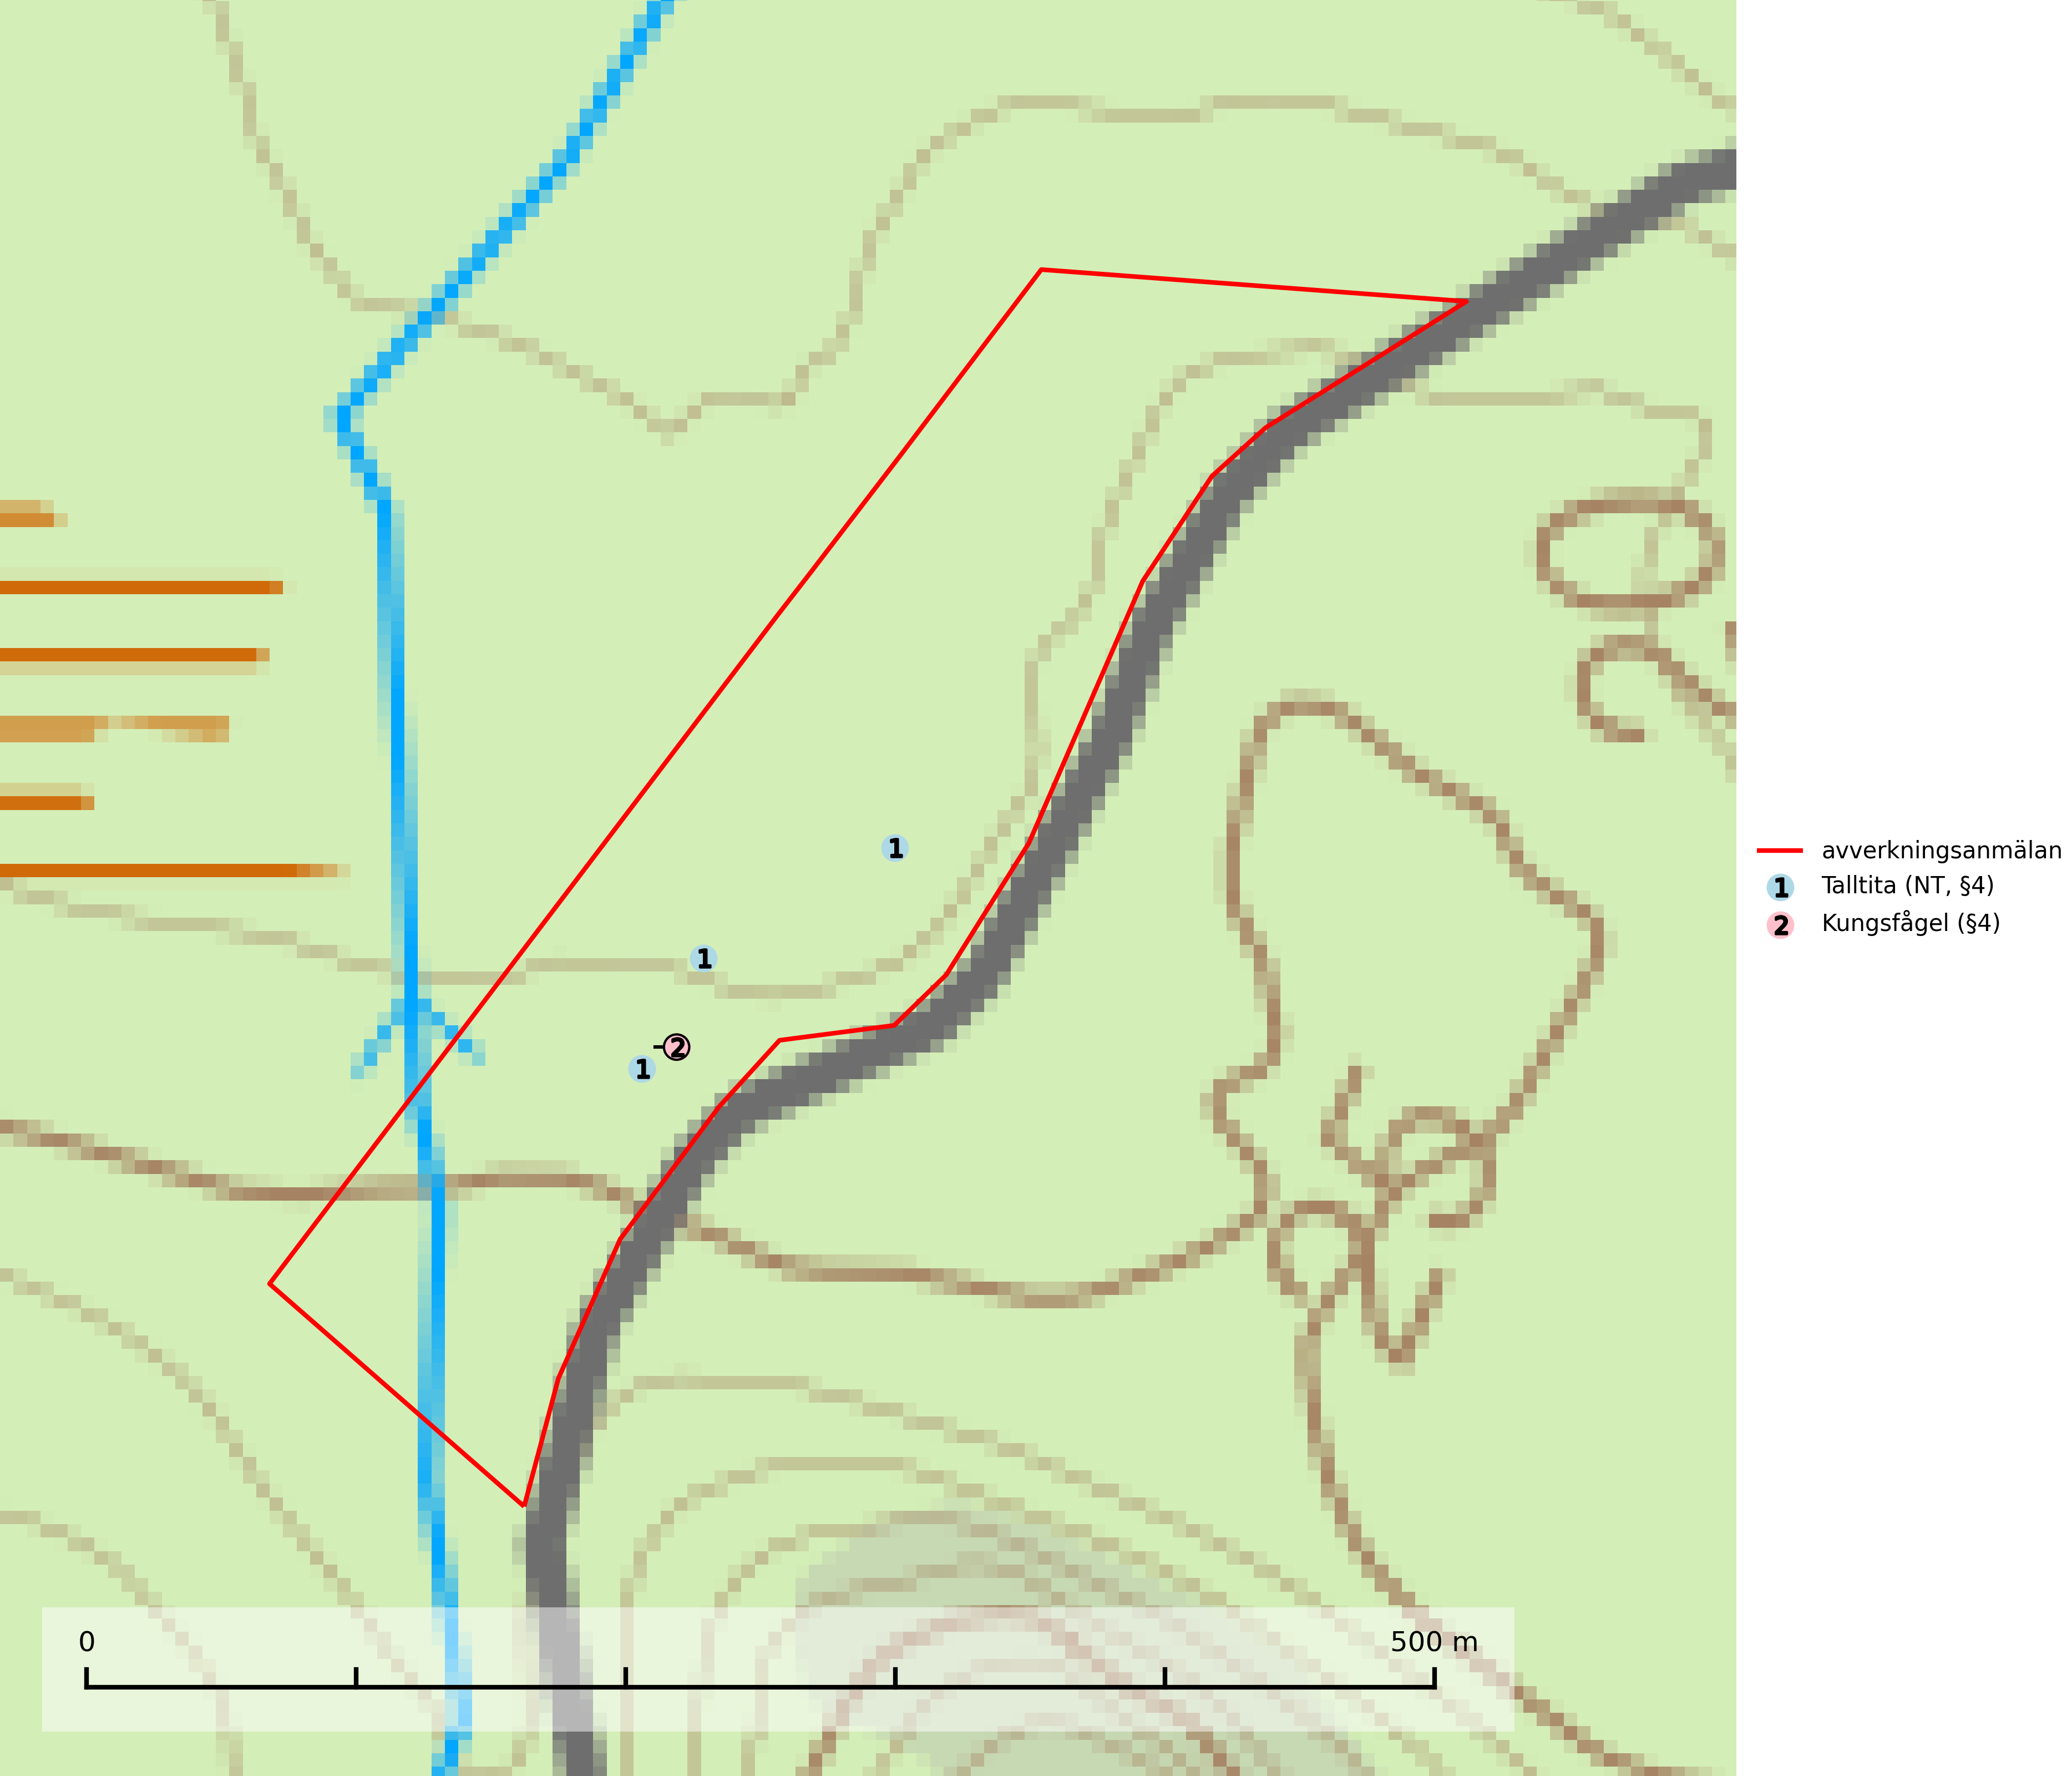 1
1
2
1
avverkningsanmälan
1 Talltita (NT, §4)
2 Kungsfågel (§4)
0 500 m